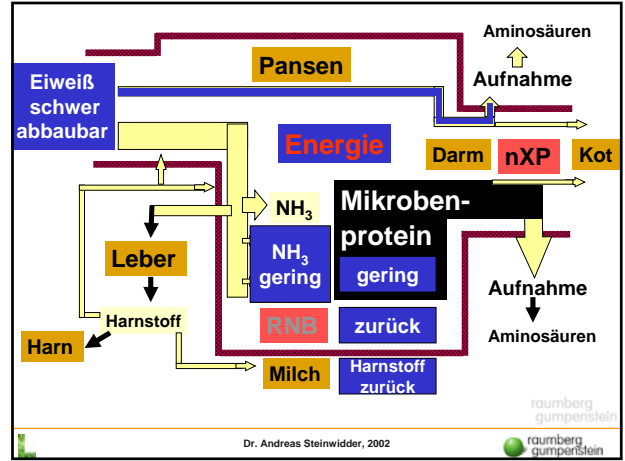 Aminosäuren
Pansen
Aufnahme
Eiweiß
schwer
abbaubar
Energie
Darm
nXP
Kot
NH₃
Mikroben-
protein
NH₃
gering
gering
Leber
Aufnahme
Harnstoff
RNB
zurück
Aminosäuren
Harn
Milch
Harnstoff
zurück
raumberg
gumpenstein
Dr. Andreas Steinwidder, 2002
raumberg
gumpenstein